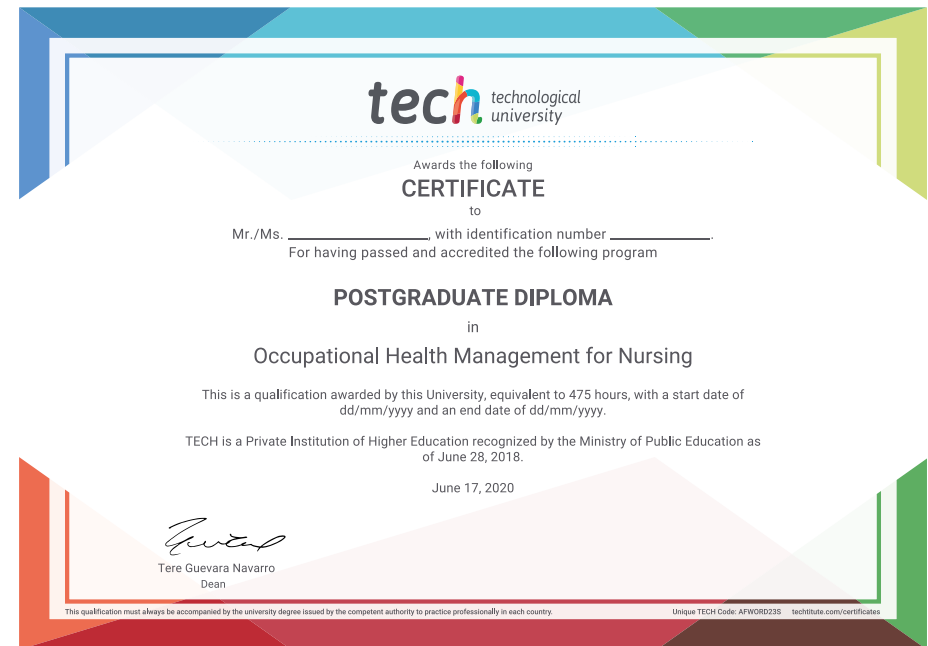 tech technological
university
Awards the following
CERTIFICATE
to
Mr./Ms. ____________________, with identification number ______________.
For having passed and accredited the following program
POSTGRADUATE DIPLOMA
in
Occupational Health Management for Nursing
This is a qualification awarded by this University, equivalent to 475 hours, with a start date of
dd/mm/yyyy and an end date of dd/mm/yyyy.
TECH is a Private Institution of Higher Education recognized by the Ministry of Public Education as
of June 28, 2018.
June 17, 2020
Tere Guevara Navarro
Dean
This qualification must always be accompanied by the university degree issued by the competent authority to practice professionally in each country.
Unique TECH Code: AFWORD23S techtitute.com/certificates